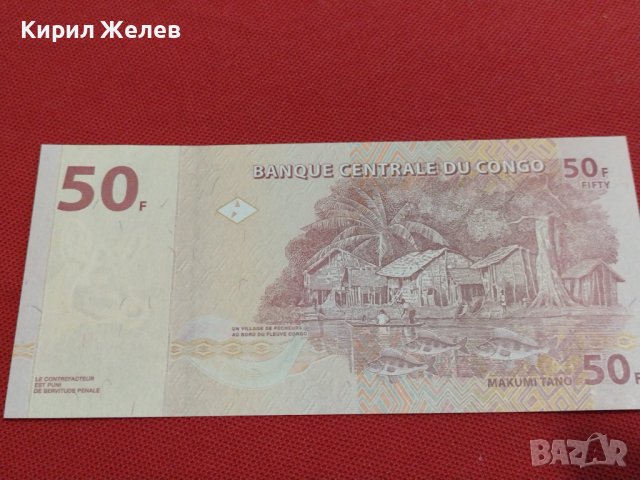 Кирил Желев
50 F
BANQUE CENTRALE DU CONGO
50 F
FIFTY
UN VILLAGE DE PECHEURS
AU BORD DU FLEUVE CONGO
LE CONTREFACTEUR
EST PUNI
DE SERVITUDE PENALE
MAKUMI TANO
50 F
BAZAR